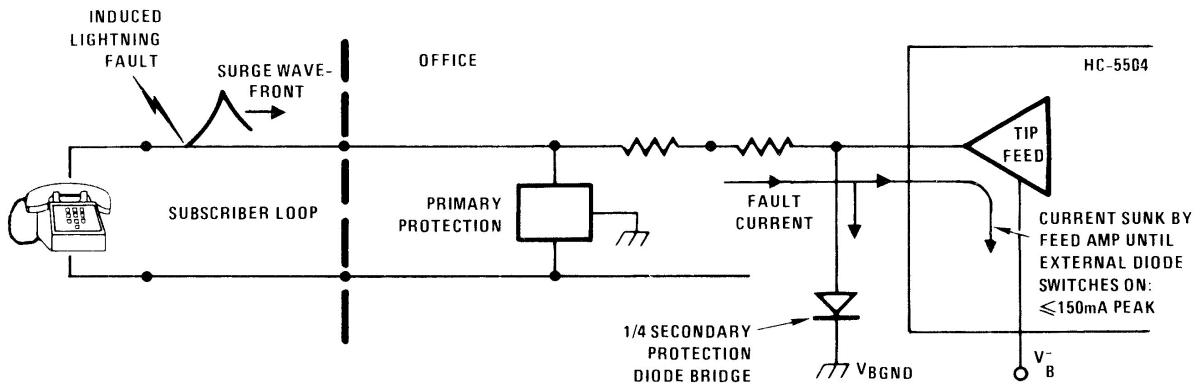 INDUCED
LIGHTNING
FAULT
SURGE WAVE-
FRONT
OFFICE
HC-5504
TIP
FEED
SUBSCRIBER LOOP
PRIMARY
PROTECTION
FAULT
CURRENT
CURRENT SUNK BY
FEED AMP UNTIL
EXTERNAL DIODE
SWITCHES ON:
⩽150mA PEAK
1/4 SECONDARY
PROTECTION
DIODE BRIDGE
VBGND
V-B